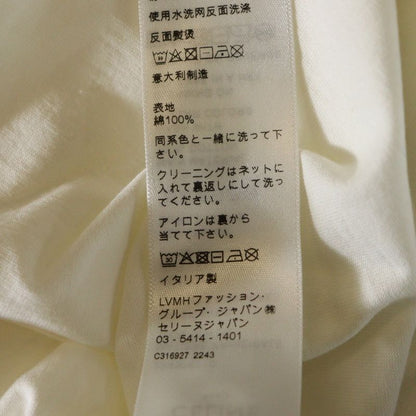 使用水洗网反面洗涤
反面熨烫
意大利制造
表地
綿100%
同系色と一緒に洗って下
さい。
クリーニングはネットに
入れて裏返しにして洗っ
てください。
アイロンは裏から
当てて下さい。
イタリア製
LVMHファッション・
グループ・ジャパン㈱
セリーヌジャパン
03-5414-1401
C316927 2243